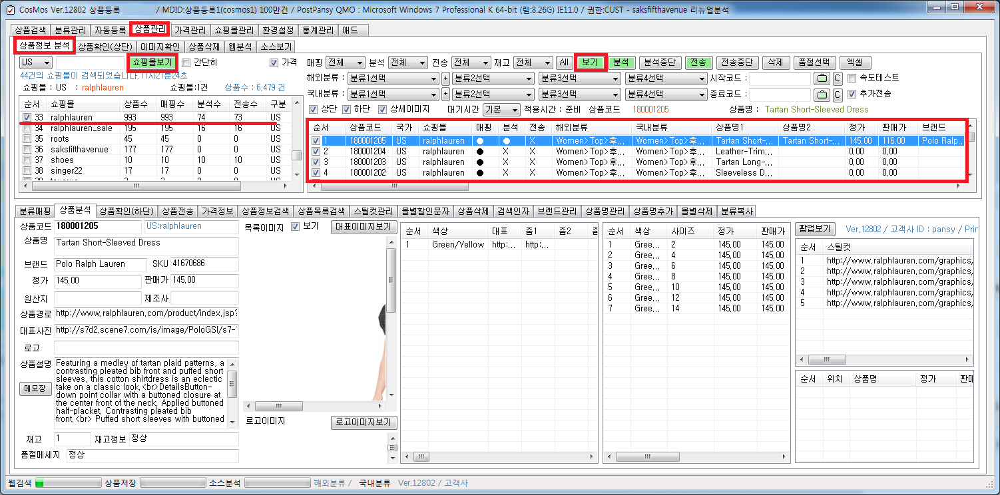 CosMos Ver.12802 상품등록 / MDID:상품등록1(cosmos1) 100만건 / PostPansy QMO : Microsoft Windows 7 Professional K 64-bit (램:8.26G) IE11.0 / 권한:CUST - saksfifthavenue 리뉴얼분석
상품검색 분류관리 자동등록 상품관리 가격관리 쇼핑몰관리 환경설정 통계관리 애드
상품정보 분석 상품확인(상단) 이미지확인 상품삭제 웹분석 소스보기
US 쇼핑몰보기 간단히 가격 매핑 전체 분석 전체 전송 전체 재고 전체 All 보기 분석 분석중단 전송 전송중단 삭제 품절선택 엑셀
44건의 쇼핑몰이 검색되었습니다.11시21분24초
해외분류 : 분류1선택 + 분류2선택 분류3선택 분류4선택 시작코드 : C 속도테스트
쇼핑몰 : US : ralphlauren 쇼핑몰:1건 상품수 : 6,479 건
국내분류 : 분류1선택 + 분류2선택 분류3선택 분류4선택 종료코드 : C 추가전송
상단 하단 상세이미지 대기시간 기본 적용시간 : 준비 상품코드 180001205 상품명 : Tartan Short-Sleeved Dress
순서 쇼핑몰 상품수 매핑수 분석수 전송수 구분
33 ralphlauren 993 993 74 73 US
34 ralphlauren_sale 195 195 16 16 US
35 roots 45 45 0 0 US
36 saksfifthavenue 177 177 0 0 US
37 shoes 10 10 10 10 US
38 singer22 17 17 0 0 US
순서 상품코드 국가 쇼핑몰 매핑 분석 전송 해외분류 국내분류 상품명1 상품명2 정가 판매가 브랜드
1 180001205 US ralphlauren ● ● X Women>Top>후... Women>Top>후... Tartan Short-... Tartan Short-... 145,00 116,00 Polo Ralp...
2 180001204 US ralphlauren ● X X Women>Top>후... Women>Top>후... Leather-Trim... 0,00 0,00
3 180001203 US ralphlauren ● X X Women>Top>후... Women>Top>후... Tartan Long-... 0,00 0,00
4 180001202 US ralphlauren ● X X Women>Top>후... Women>Top>후... Sleeveless D... 0,00 0,00
분류매핑 상품분석 상품확인(하단) 상품전송 가격정보 상품정보검색 상품목록검색 스틸컷관리 몰별할인문자 상품삭제 검색인자 브랜드관리 상품명관리 상품명추가 몰별삭제 분류복사
상품코드 180001205 US:ralphlauren
상품명 Tartan Short-Sleeved Dress
브랜드 Polo Ralph Lauren SKU 41670686
정가 145,00 판매가 145,00
원산지 제조사
상품경로 http://www.ralphlauren.com/product/index.jsp?
대표사진 http://s7d2.scene7.com/is/image/PoloGSI/s7-
로고
상품설명 Featuring a medley of tartan plaid patterns, a
contrasting pleated bib front and puffed short
sleeves, this cotton shirtdress is an eclectic
take on a classic look.<br>DetailsButton-
down point collar with a buttoned closure at
the center front of the neck, Applied buttoned
half-placket, Contrasting pleated bib
front.<br> Puffed short sleeves with buttoned
메모장
재고 1 재고정보 정상
품절메세지 정상
목록이미지 보기 대표이미지보기
로고이미지 로고이미지보기
순서 색상 대표 줌1 줌2 줌
1 Green/Yellow http:... http:...
순서 색상 사이즈 정가 판매가
1 Gree... 2 145,00 145,00
2 Gree... 4 145,00 145,00
3 Gree... 6 145,00 145,00
4 Gree... 8 145,00 145,00
5 Gree... 10 145,00 145,00
6 Gree... 12 145,00 145,00
7 Gree... 14 145,00 145,00
팝업보기 Ver.12802 / 고객사 ID : pansy / Prin
순서 스틸컷
1 http://www.ralphlauren.com/graphics,
2 http://www.ralphlauren.com/graphics,
3 http://www.ralphlauren.com/graphics,
4 http://www.ralphlauren.com/graphics,
5 http://www.ralphlauren.com/graphics,
순서 위치 상품명 정가 판매
웹검색 상품저장 소스분석 해외분류 / 국내분류 Ver.12802 / 고객사